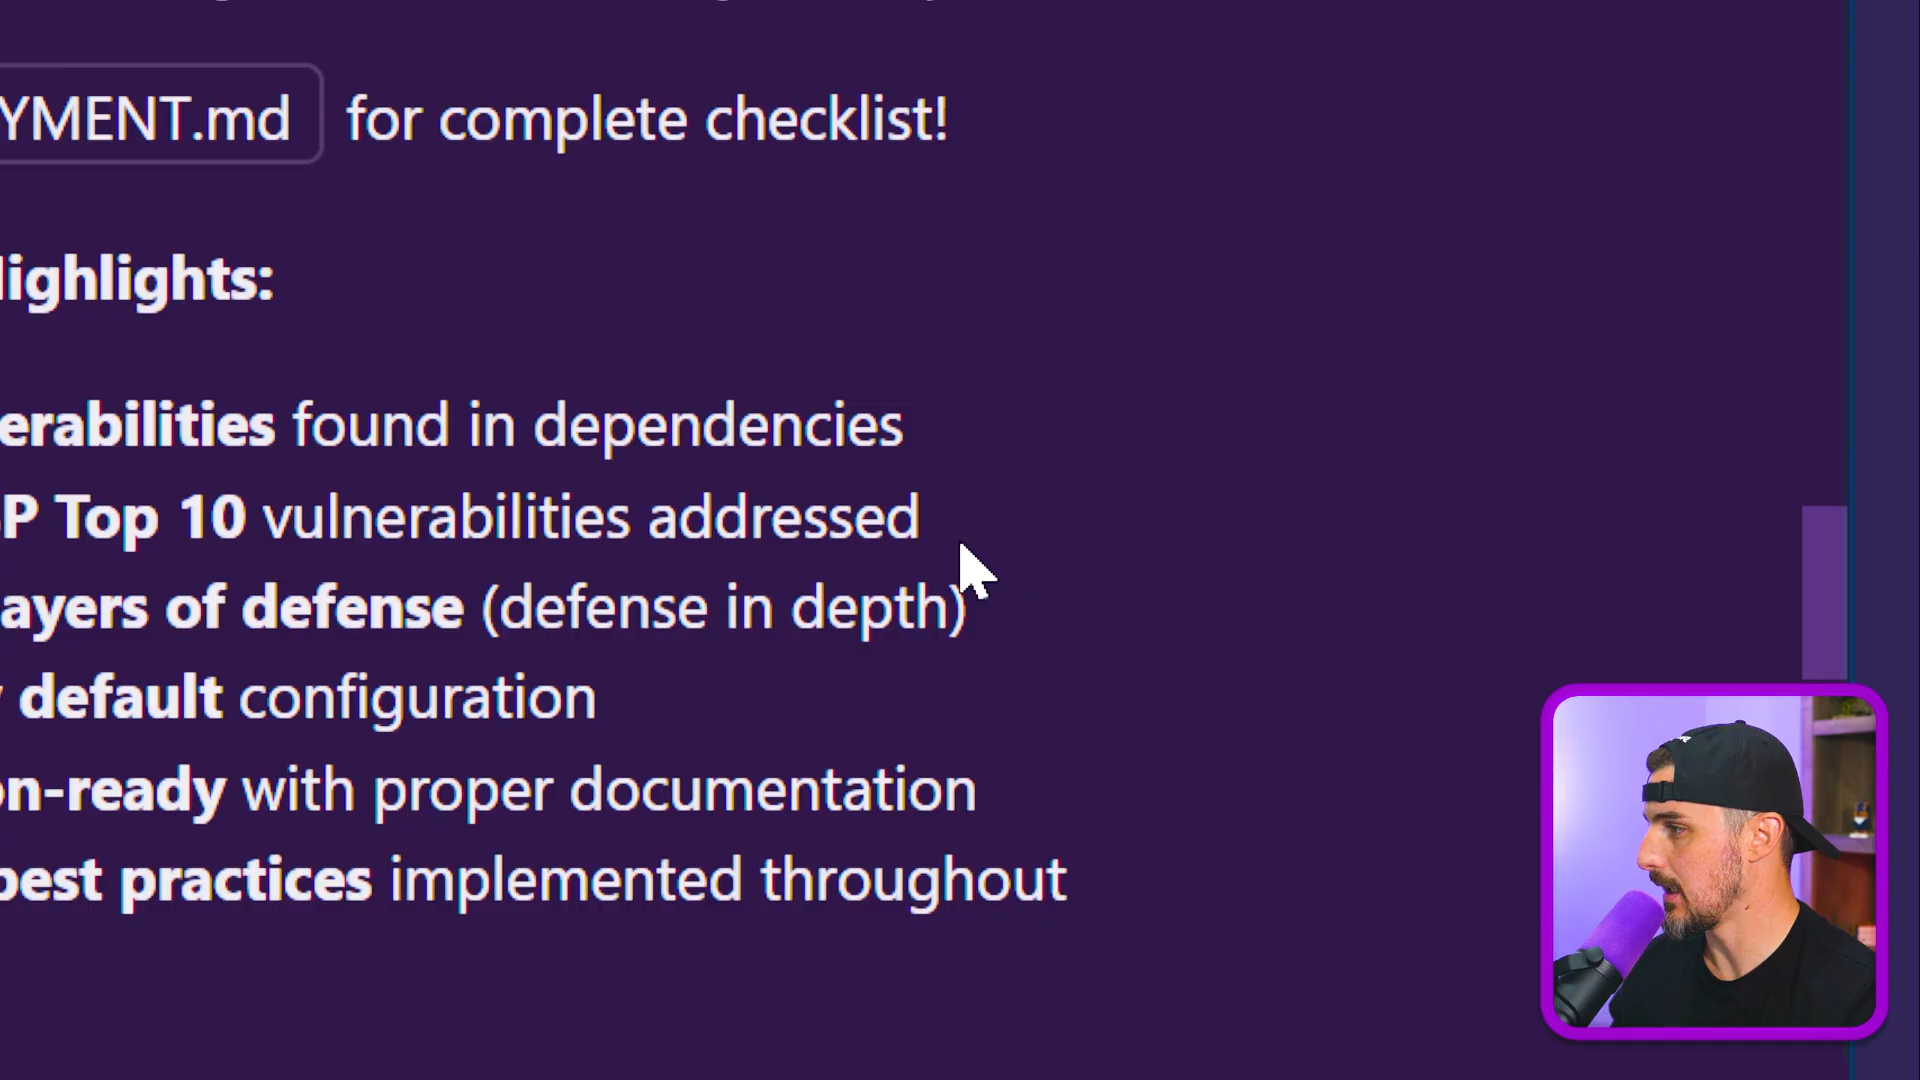 YMENT.md for complete checklist!
ighlights:
erabilities found in dependencies
P Top 10 vulnerabilities addressed
ayers of defense (defense in depth)
default configuration
on-ready with proper documentation
best practices implemented throughout